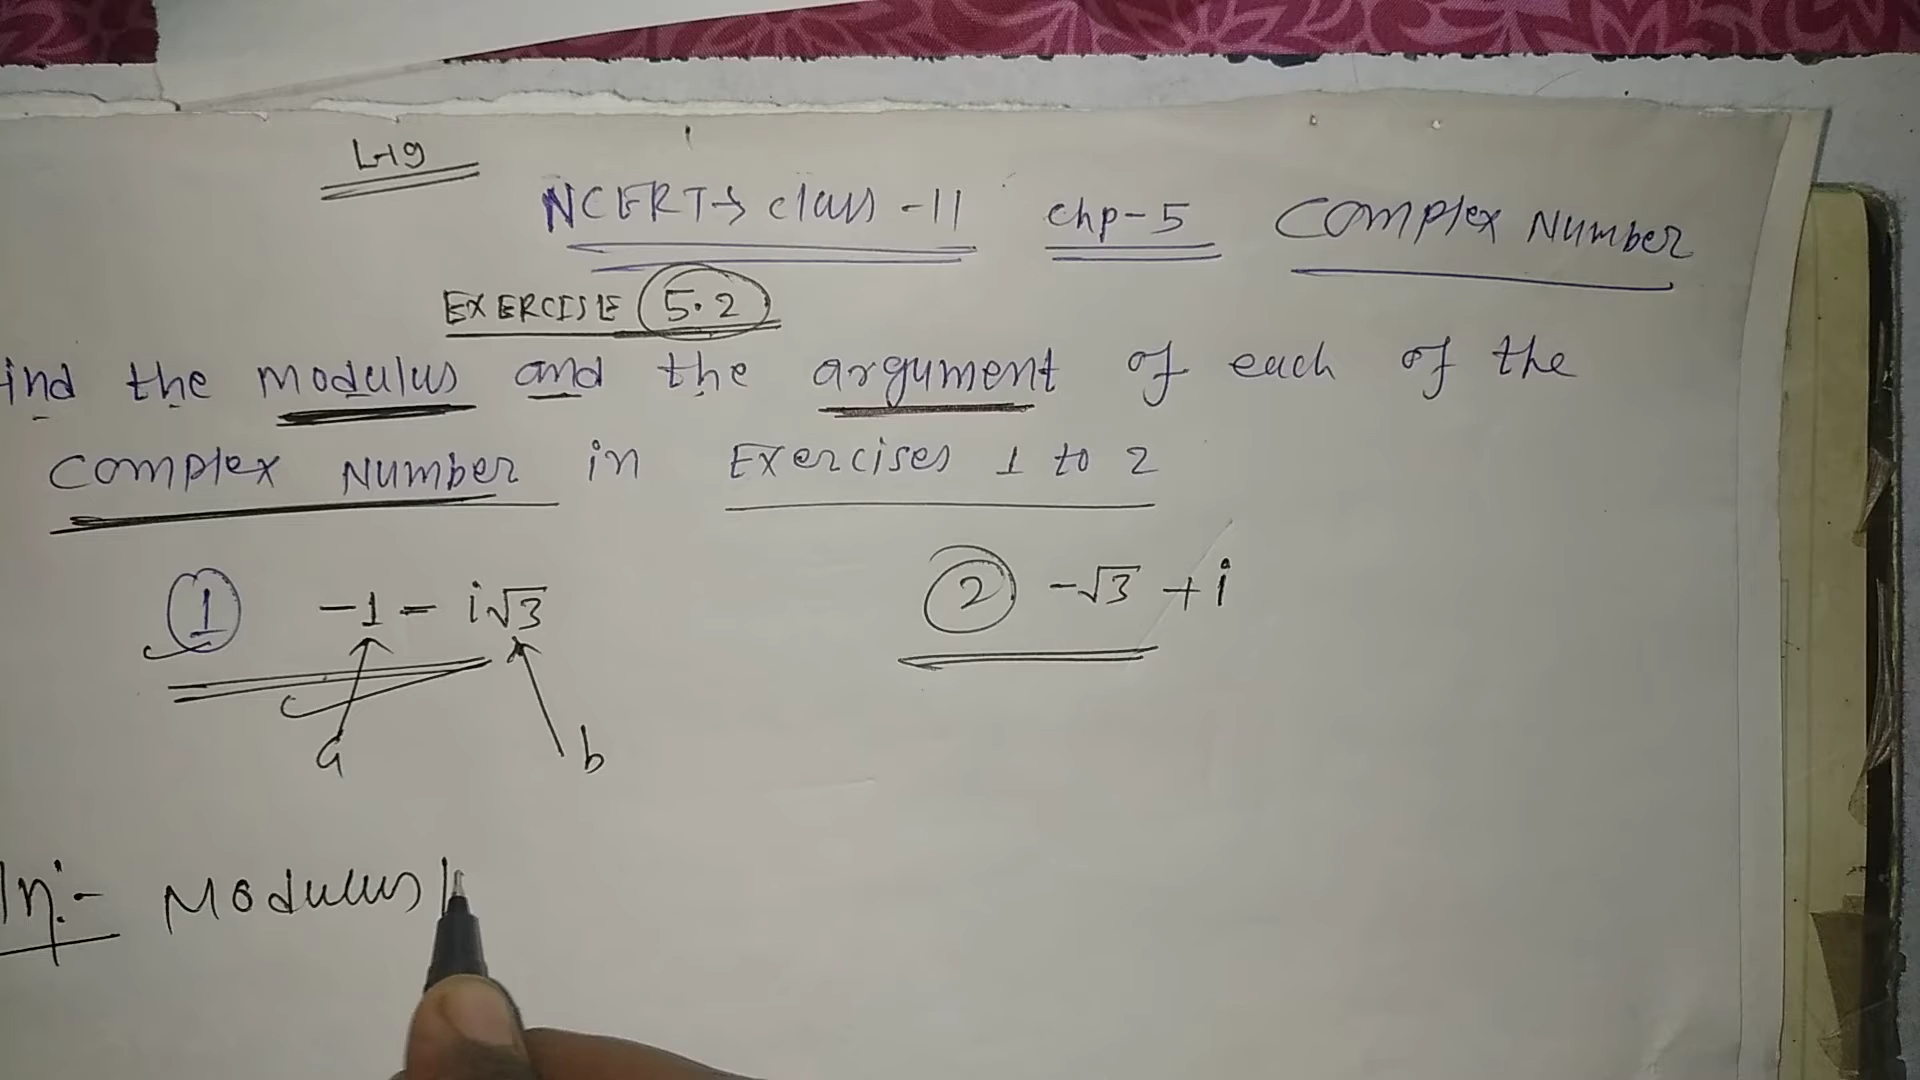 L-19
NCERT→ class -11 chp-5 Complex Number
EXERCISE 5.2
ind the Modulus and the argument of each of the
Complex Number in Exercises 1 to 2
1 -1 - i√3
2 -√3 + i
a b
ln:- Modulus |